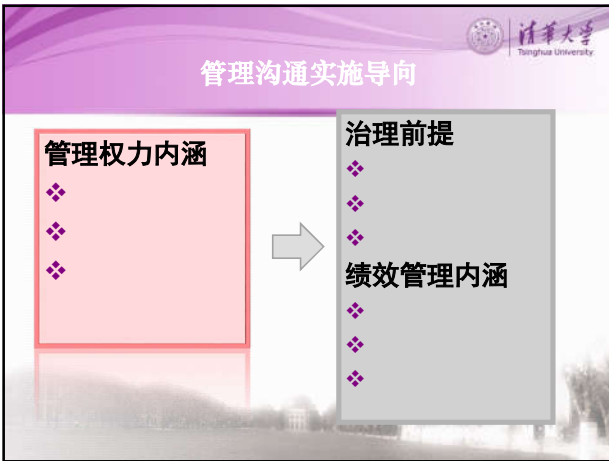 清华大学
Tsinghua University
管理沟通实施导向
管理权力内涵
治理前提
绩效管理内涵